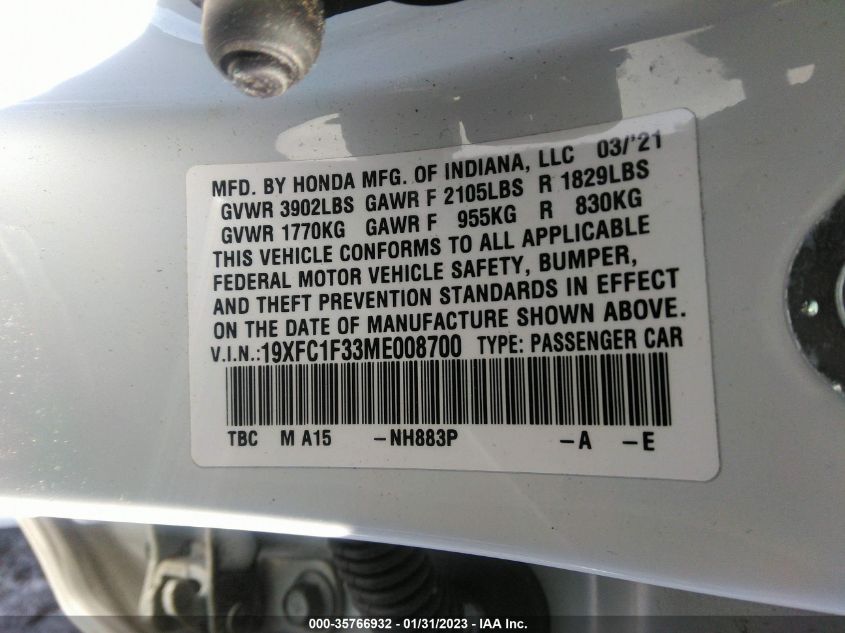 MFD. BY HONDA MFG. OF INDIANA, LLC 03/'21
GVWR 3902LBS GAWR F 2105LBS R 1829LBS
GVWR 1770KG GAWR F 955KG R 830KG
THIS VEHICLE CONFORMS TO ALL APPLICABLE
FEDERAL MOTOR VEHICLE SAFETY, BUMPER,
AND THEFT PREVENTION STANDARDS IN EFFECT
ON THE DATE OF MANUFACTURE SHOWN ABOVE.
V.I.N.:19XFC1F33ME008700 TYPE: PASSENGER CAR
TBC M A15 -NH883P -A -E
000-35766932 - 01/31/2023 - IAA Inc.